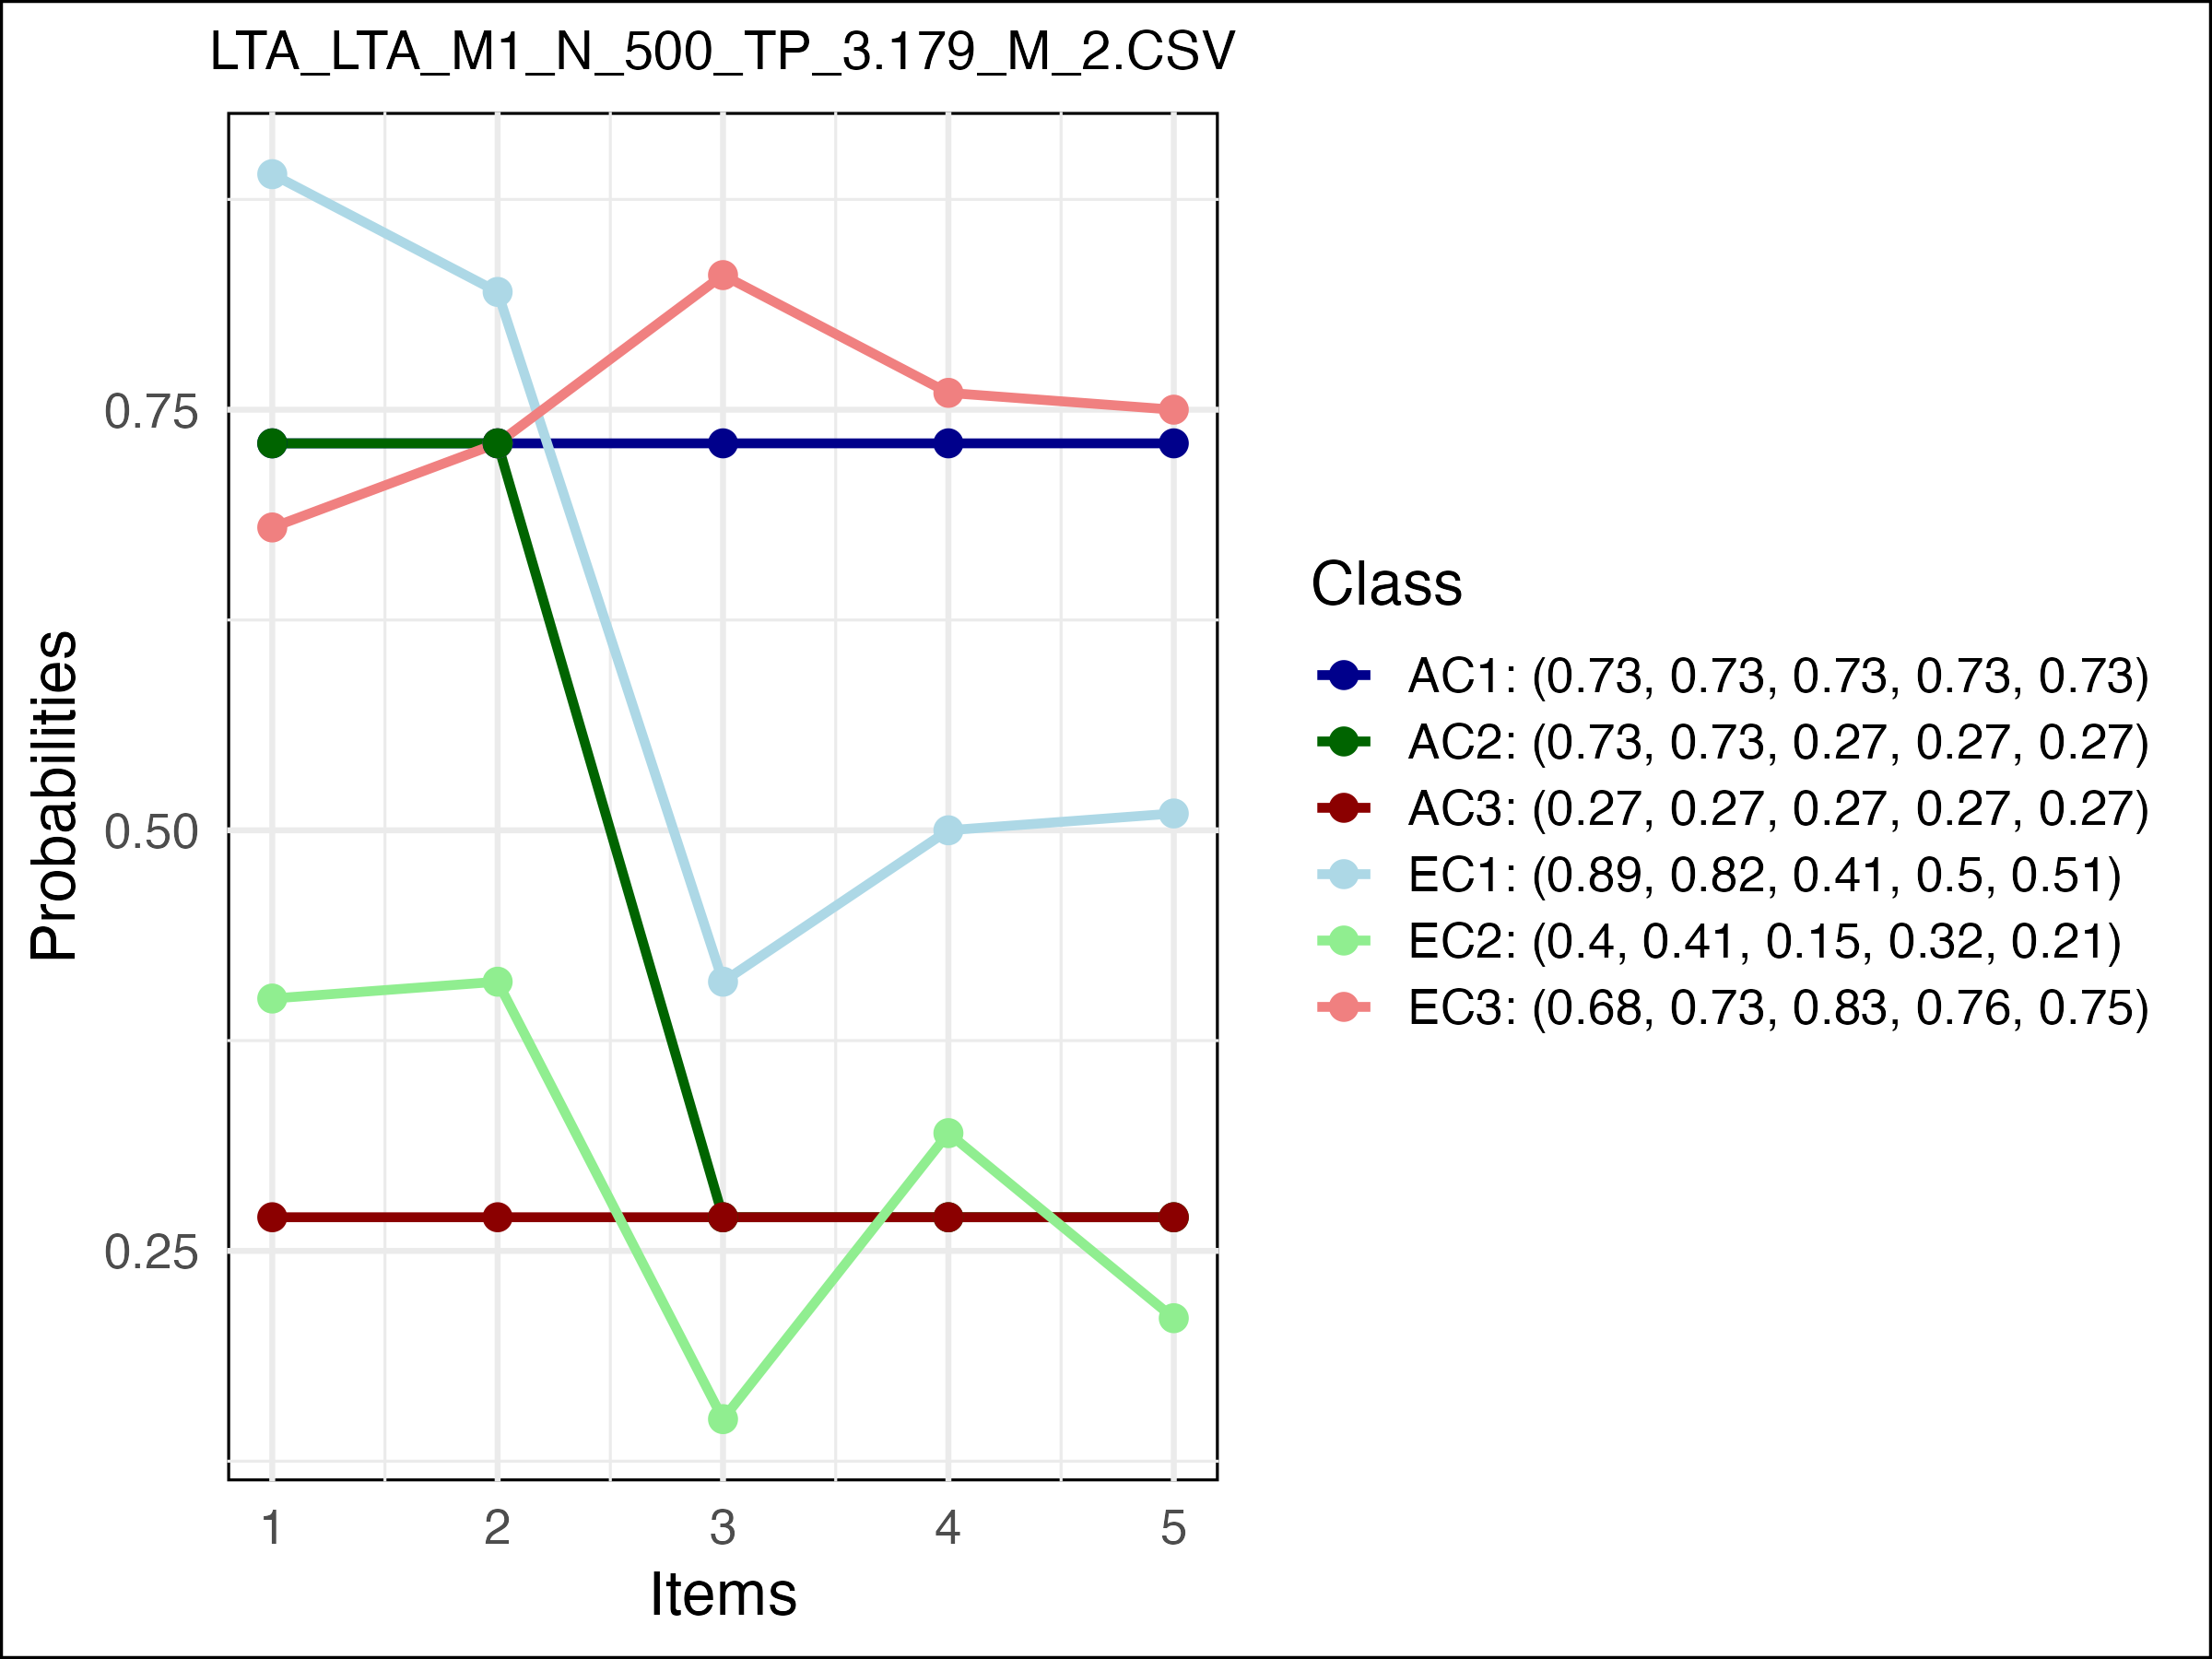 LTA_LTA_M1_N_500_TP_3.179_M_2.CSV
0.75
0.50
0.25
Probabilities
1 2 3 4 5
Items
Class
AC1: (0.73, 0.73, 0.73, 0.73, 0.73)
AC2: (0.73, 0.73, 0.27, 0.27, 0.27)
AC3: (0.27, 0.27, 0.27, 0.27, 0.27)
EC1: (0.89, 0.82, 0.41, 0.5, 0.51)
EC2: (0.4, 0.41, 0.15, 0.32, 0.21)
EC3: (0.68, 0.73, 0.83, 0.76, 0.75)